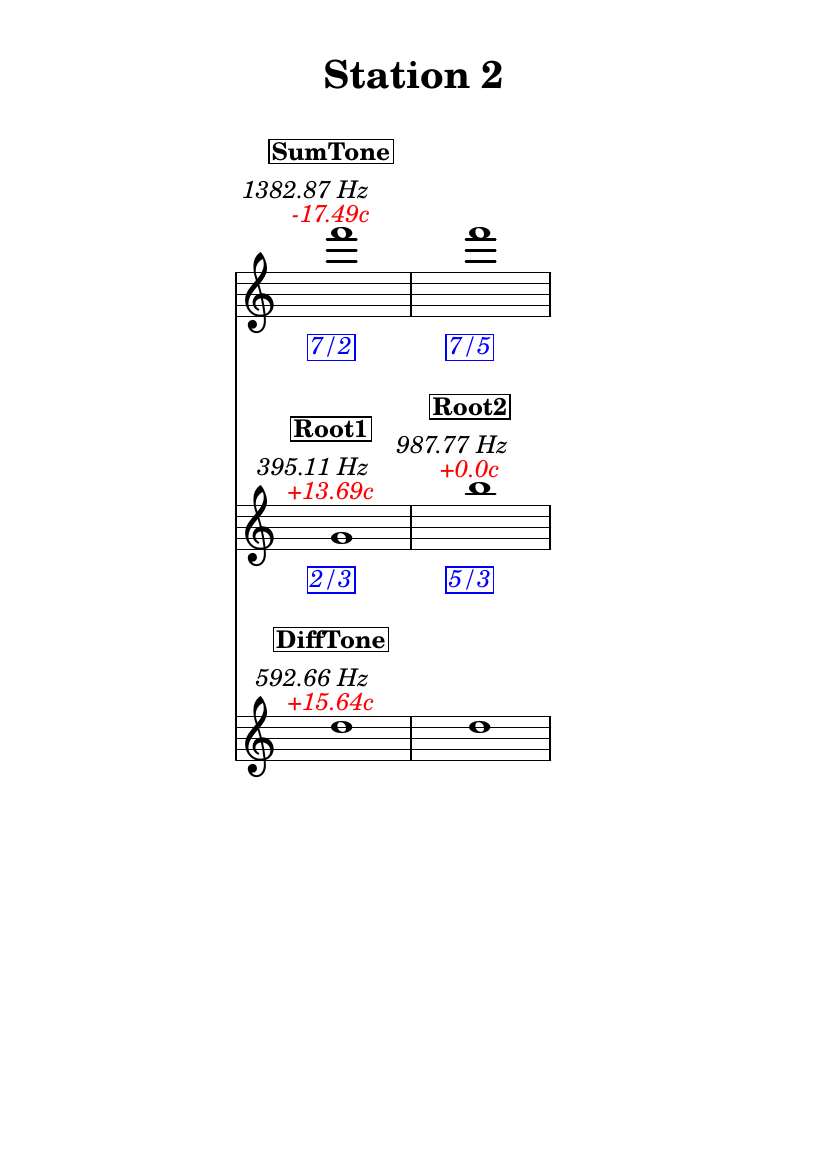 Station 2
SumTone
1382.87 Hz
-17.49c
7/2
7/5
Root1
395.11 Hz
+13.69c
Root2
987.77 Hz
+0.0c
2/3
5/3
DiffTone
592.66 Hz
+15.64c